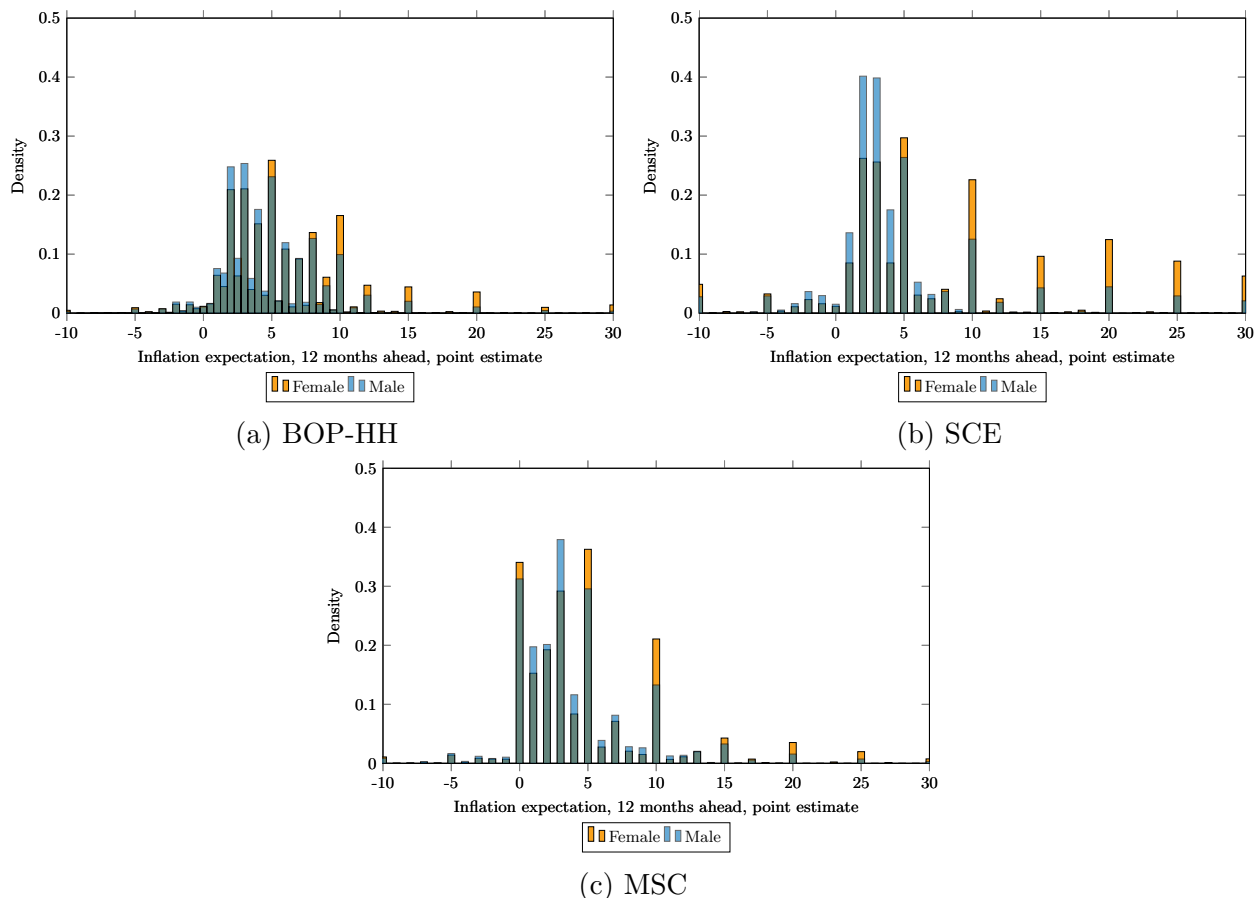 0.5
0.4
0.3
0.2
0.1
0
Density
-10 -5 0 5 10 15 20 25 30
Inflation expectation, 12 months ahead, point estimate
Female Male
(a) BOP-HH
0.5
0.4
0.3
0.2
0.1
0
Density
-10 -5 0 5 10 15 20 25 30
Inflation expectation, 12 months ahead, point estimate
Female Male
(b) SCE
0.5
0.4
0.3
0.2
0.1
0
Density
-10 -5 0 5 10 15 20 25 30
Inflation expectation, 12 months ahead, point estimate
Female Male
(c) MSC